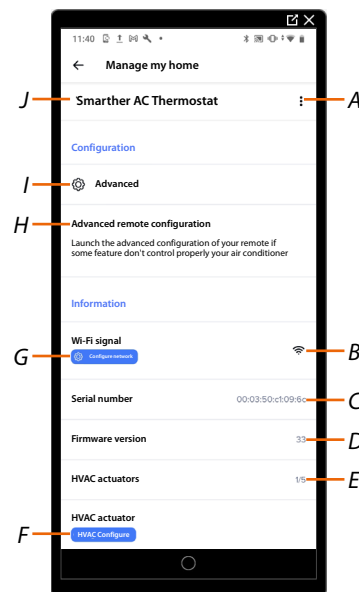 11:40
Manage my home
J
Smarther AC Thermostat
A
Configuration
I
Advanced
H
Advanced remote configuration
Launch the advanced configuration of your remote if
some feature don't control properly your air conditioner
Information
Wi-Fi signal
B
G
Configure network
Serial number
00:03:50:c1:09:6c
C
Firmware version
33
D
HVAC actuators
1/5
E
HVAC actuator
F
HVAC Configure